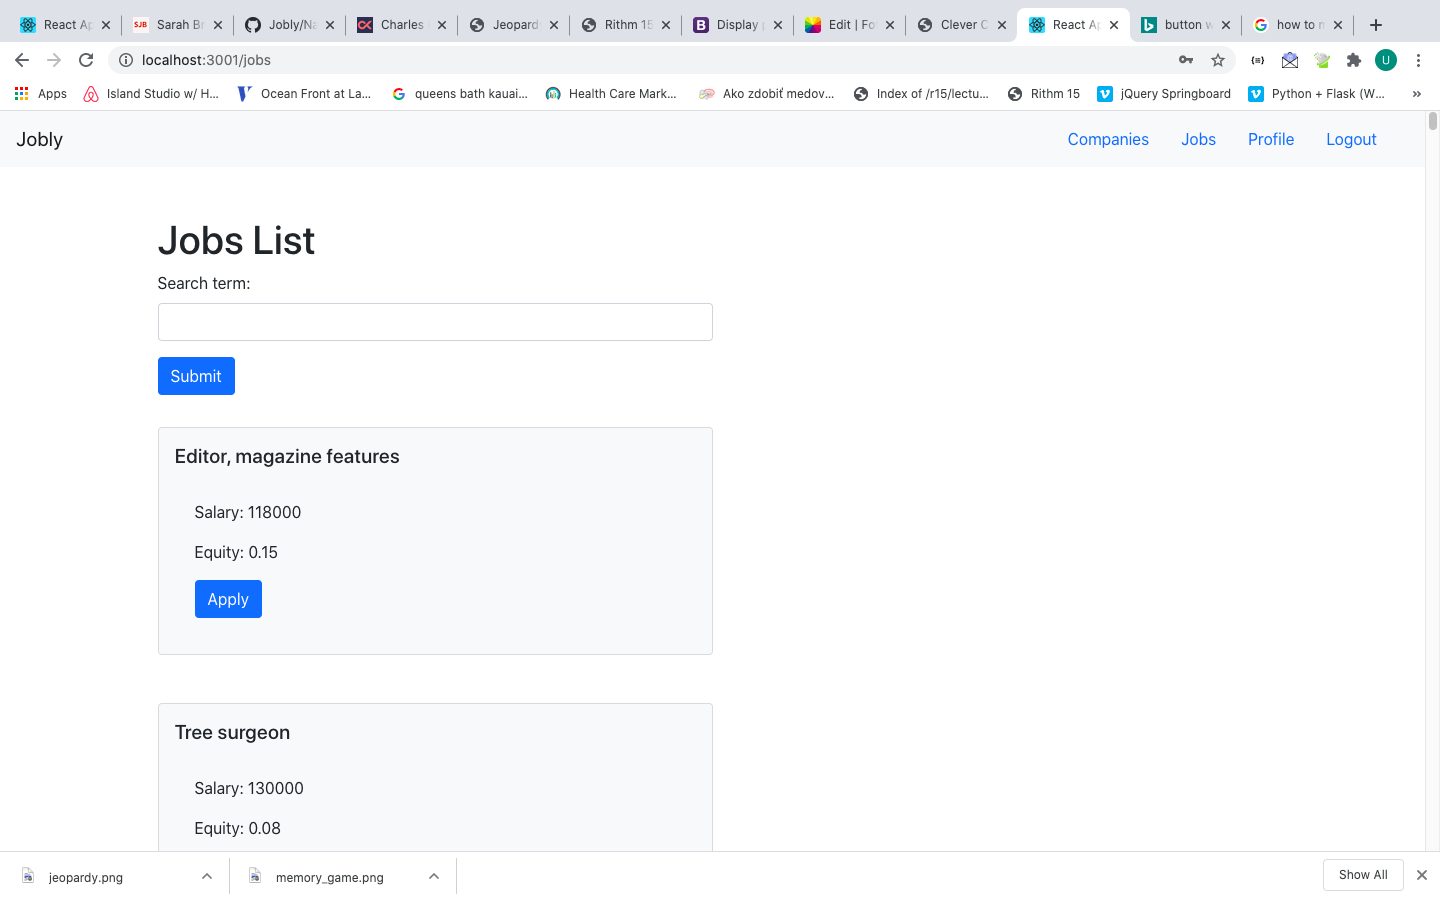 React Ap
SJB Sarah Br
Jobly/Na
Charles
Jeopard
Rithm 15
B Display
Edit | Fo
Clever C
React Ap
button w
how to
localhost:3001/jobs
U
Apps
Island Studio w/ H...
Ocean Front at La...
queens bath kauai...
Health Care Mark...
Ako zdobiť medov...
Index of /r15/lectu...
Rithm 15
jQuery Springboard
Python + Flask (W...
»
Jobly
Companies
Jobs
Profile
Logout
Jobs List
Search term:
Submit
Editor, magazine features
Salary: 118000
Equity: 0.15
Apply
Tree surgeon
Salary: 130000
Equity: 0.08
jeopardy.png
memory_game.png
Show All